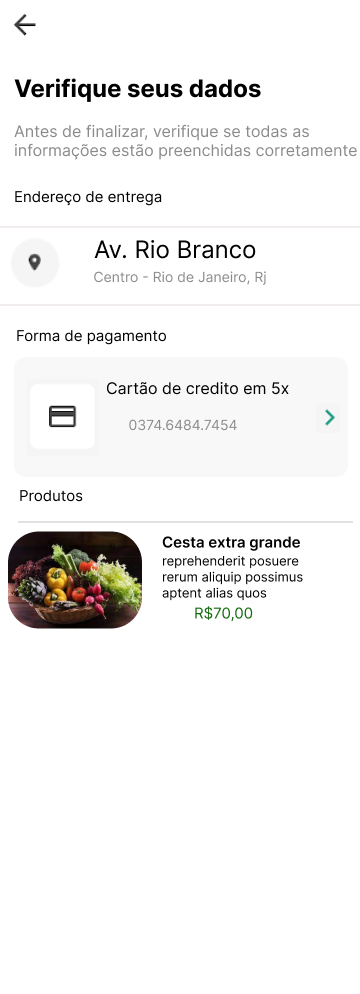 Verifique seus dados
Antes de finalizar, verifique se todas as
informações estão preenchidas corretamente
Endereço de entrega
Av. Rio Branco
Centro - Rio de Janeiro, Rj
Forma de pagamento
Cartão de credito em 5x
0374.6484.7454
Produtos
Cesta extra grande
reprehenderit posuere
rerum aliquip possimus
aptent alias quos
R$70,00